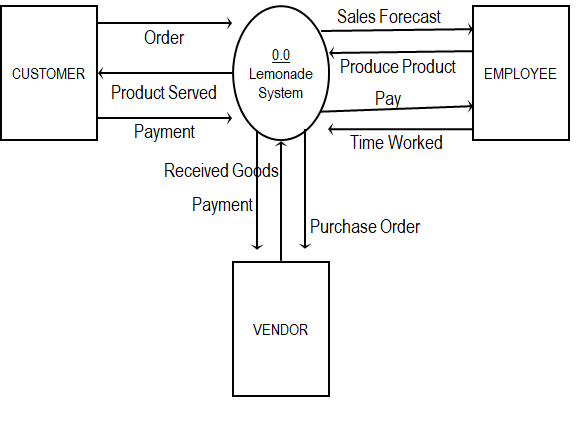 Sales Forecast
Order
0.0
Lemonade
System
CUSTOMER
Produce Product
EMPLOYEE
Product Served
Pay
Payment
Time Worked
Received Goods
Payment
Purchase Order
VENDOR